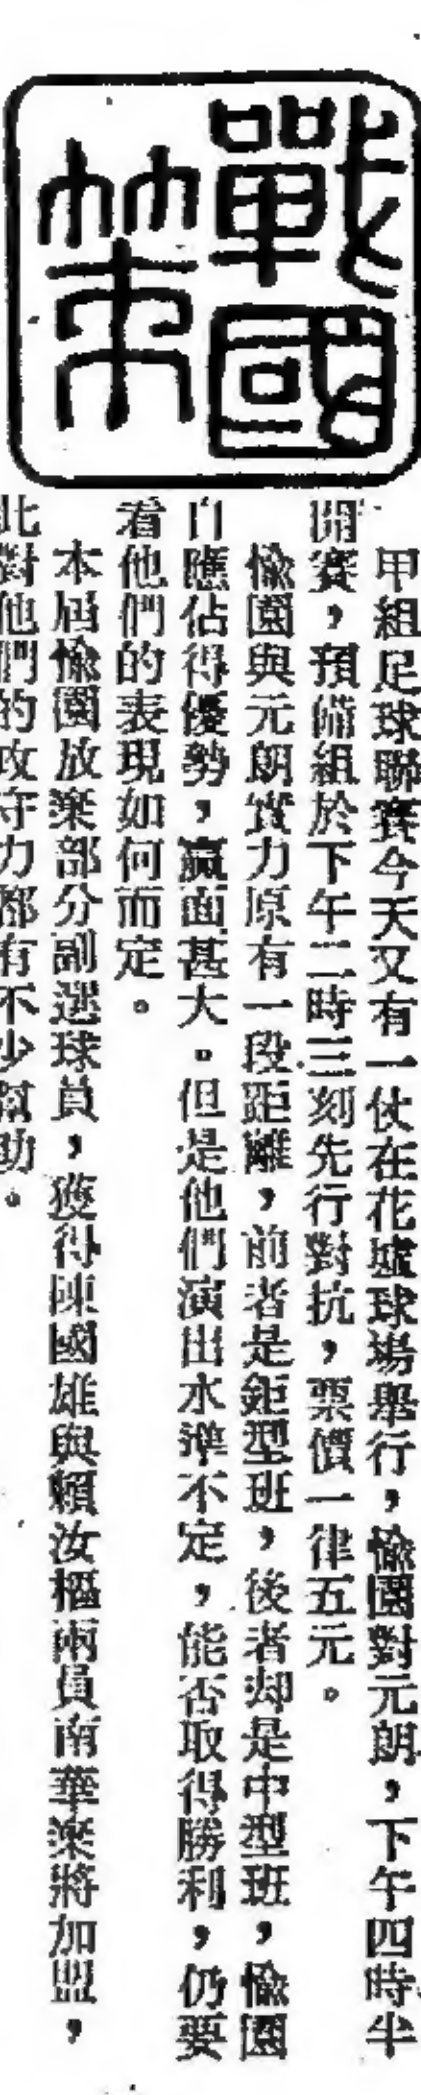 戰國策
甲組足球聯賽今天又有一仗在花墟球場舉行，愉園對元朗，下午四時半
開賽，預備組於下午二時三刻先行對抗，票價一律五元。
愉園與元朗實力原有一段距離，前者是鉅型班，後者却是中型班，愉園
自應佔得優勢，贏面甚大。但是他們演出水準不定，能否取得勝利，仍要
看他們的表現如何而定。
本屆愉園放棄部分副選球員，獲得陳國雄與賴汝樞兩員南華棄將加盟，
此對他們的攻守力都有不少幫助。